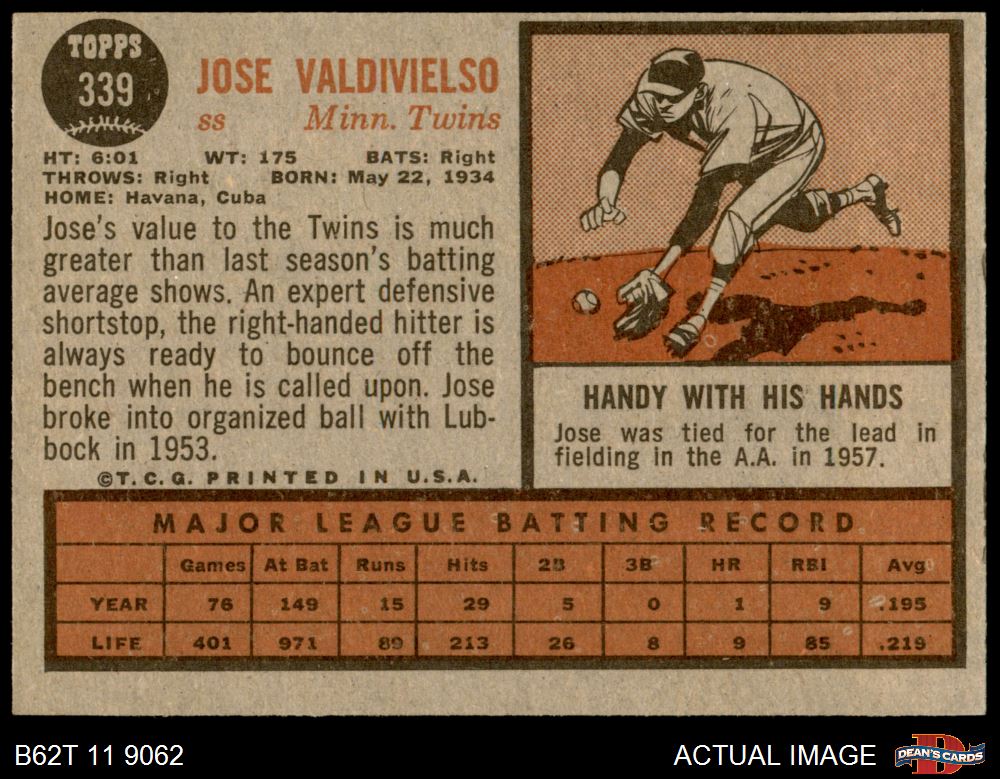 TOPPS
339
JOSE VALDIVIELSO
ss Minn. Twins
HT: 6:01 WT: 175 BATS: Right
THROWS: Right BORN: May 22, 1934
HOME: Havana, Cuba
Jose's value to the Twins is much
greater than last season's batting
average shows. An expert defensive
shortstop, the right-handed hitter is
always ready to bounce off the
bench when he is called upon. Jose
broke into organized ball with Lub-
bock in 1953.
©T.C.G. PRINTED IN U.S.A.
HANDY WITH HIS HANDS
Jose was tied for the lead in
fielding in the A.A. in 1957.
MAJOR LEAGUE BATTING RECORD
Games At Bat Runs Hits 2B 3B HR RBI Avg
YEAR 76 149 15 29 5 0 1 9 .195
LIFE 401 971 89 213 26 8 9 85 .219
B62T 11 9062
ACTUAL IMAGE
DEAN'S CARDS